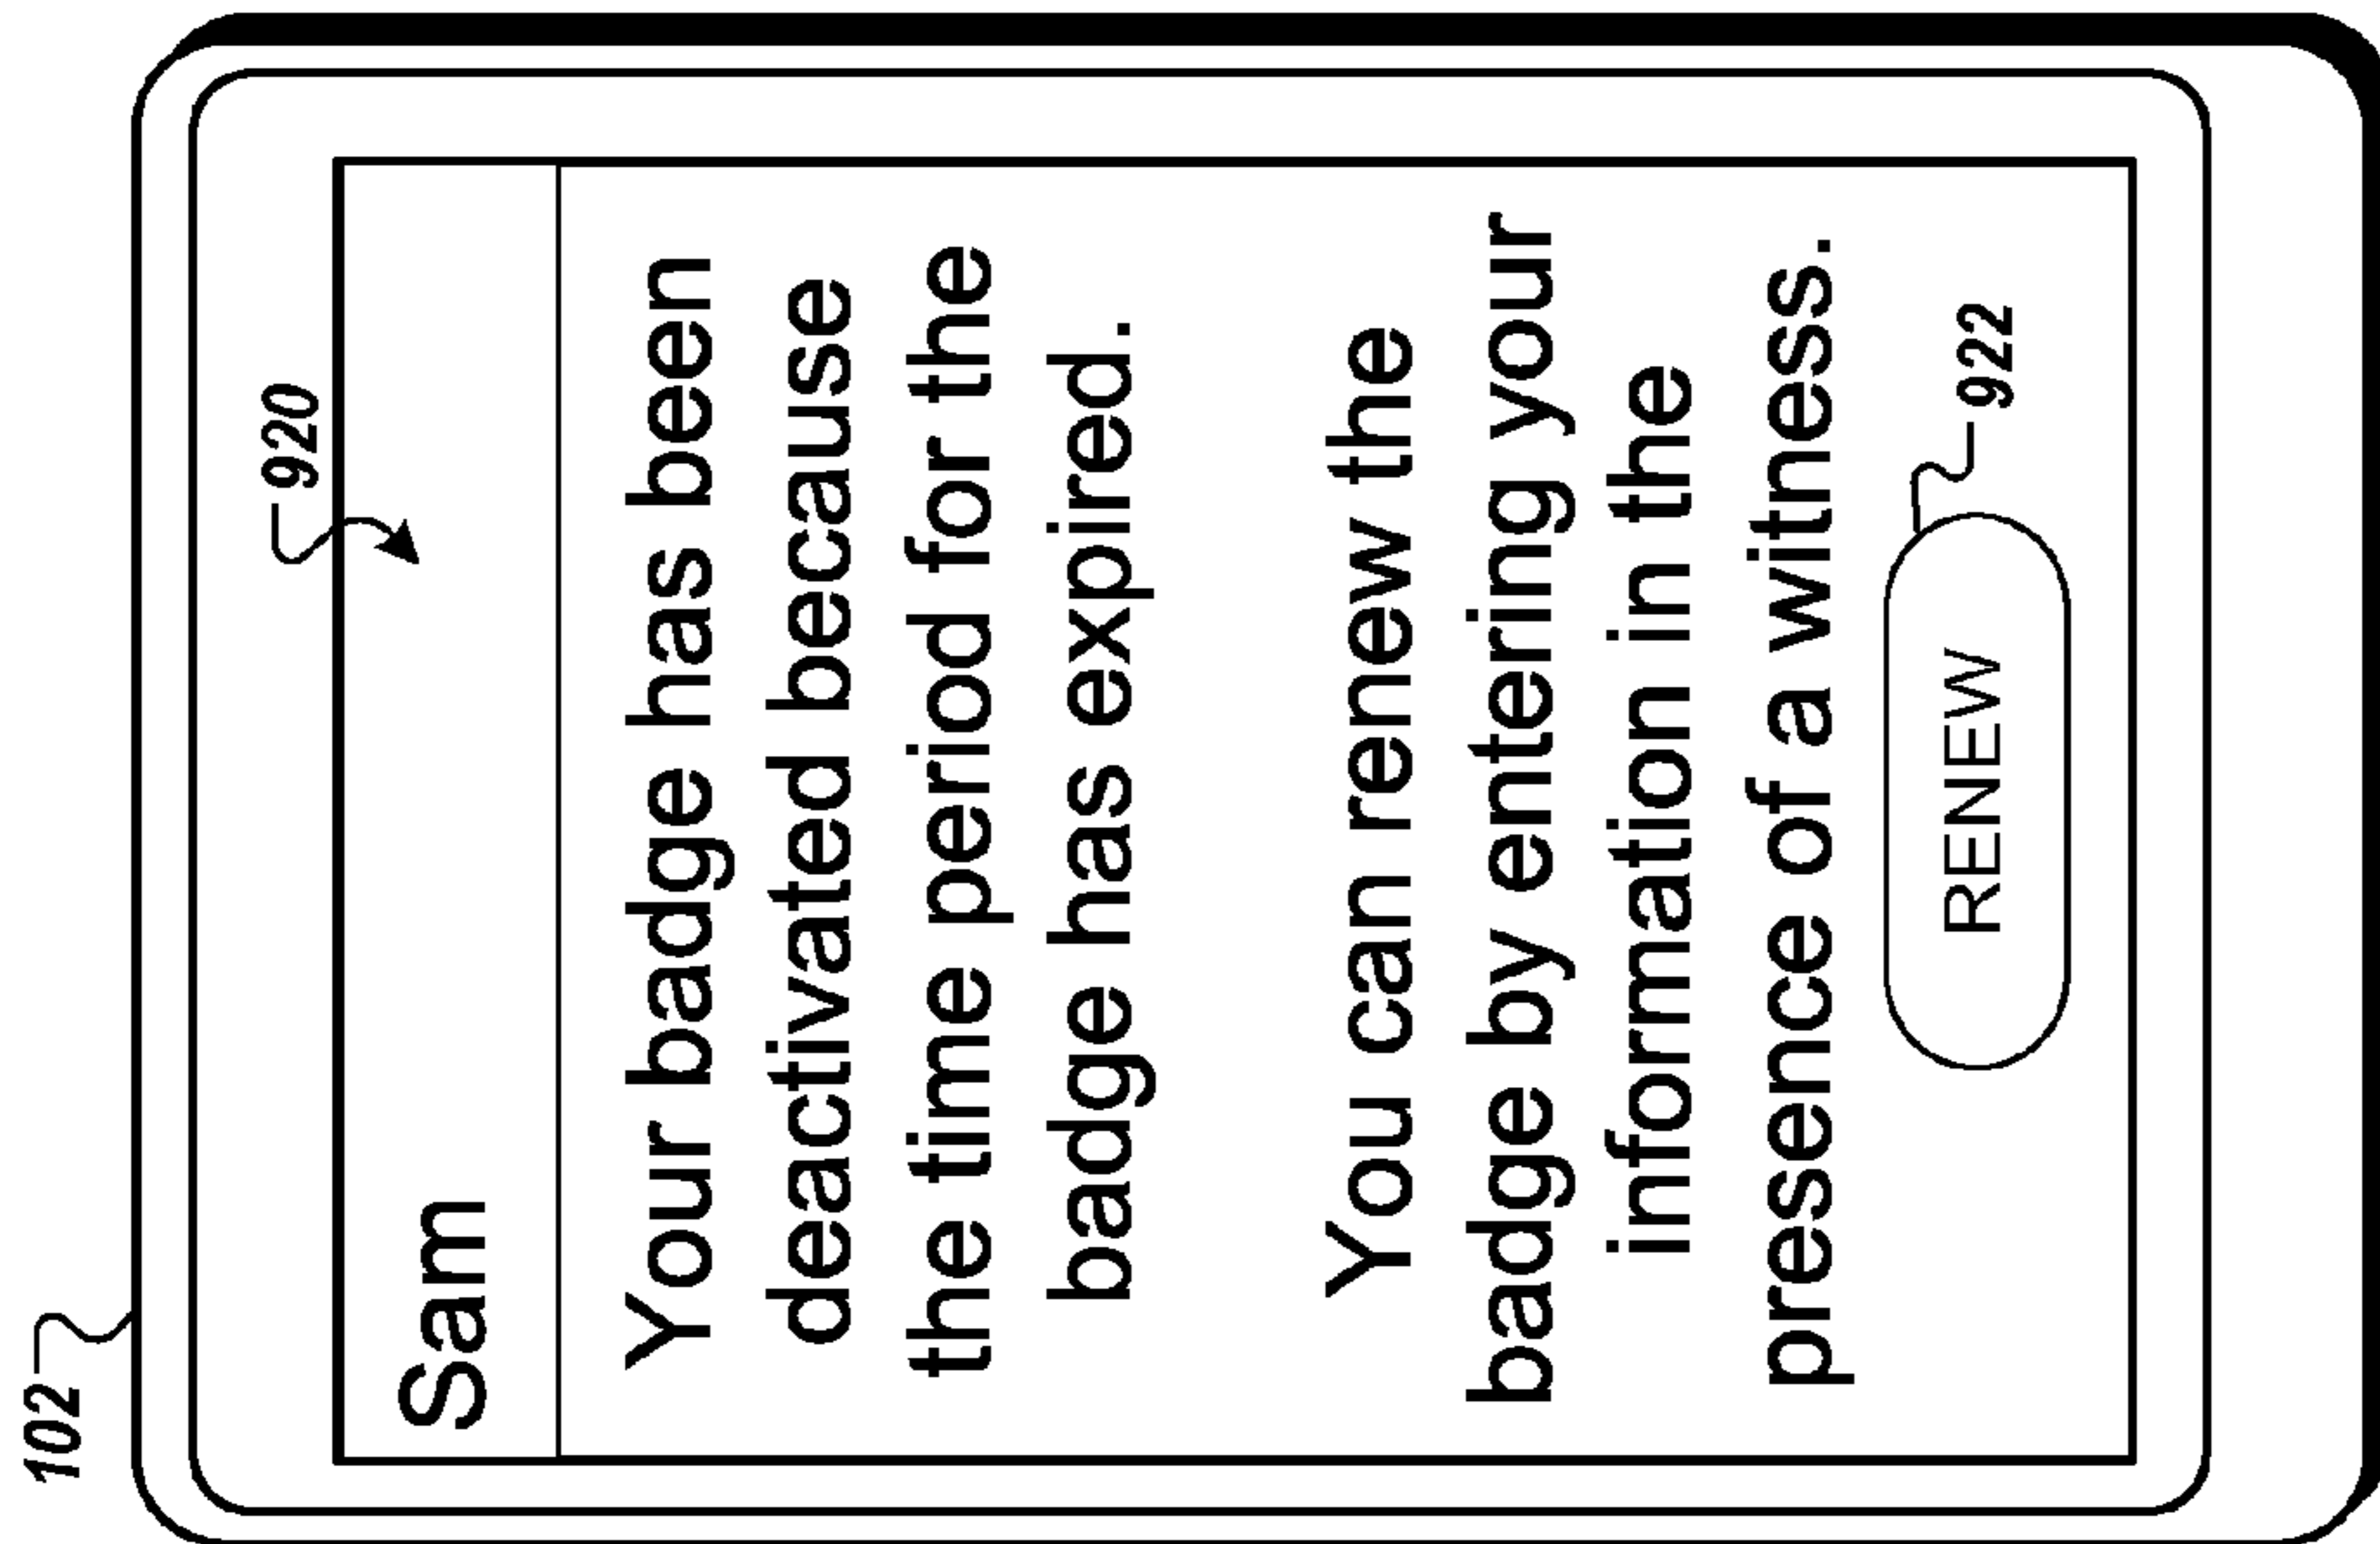 102
920
Sam
Your badge has been
deactivated because
the time period for the
badge has expired.
You can renew the
badge by entering your
information in the
presence of a witness.
RENEW
922